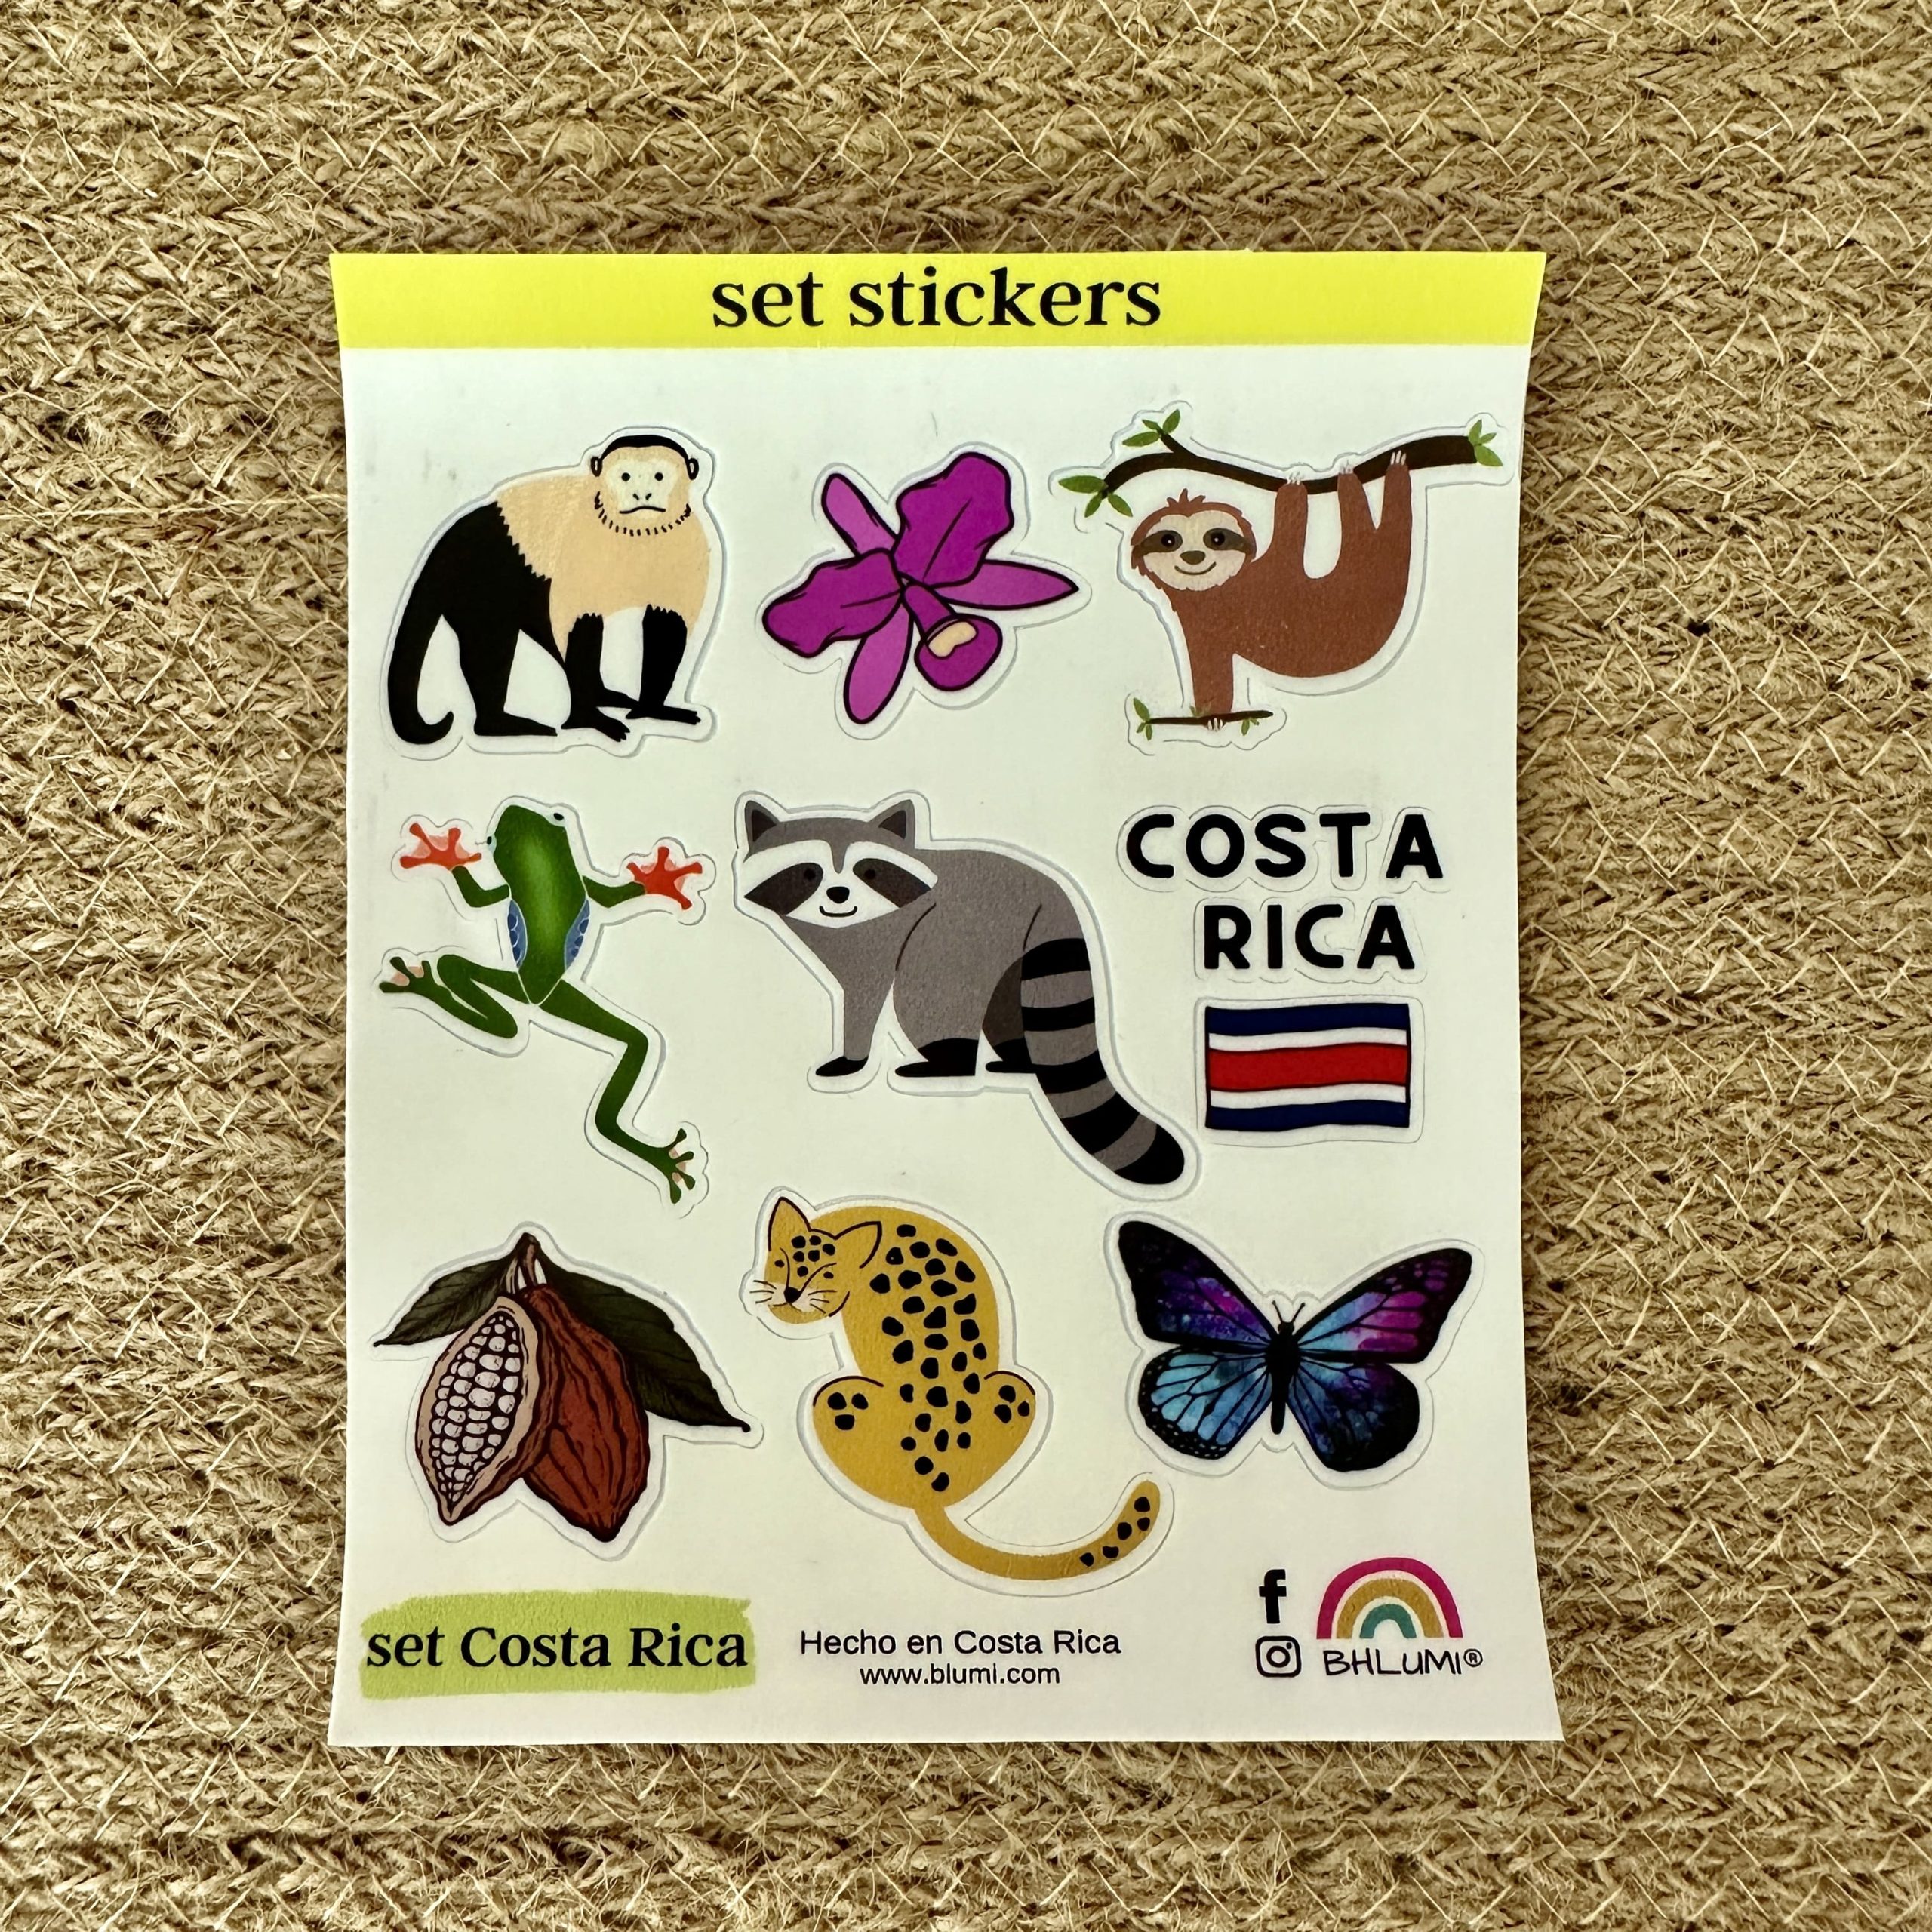 set stickers
COSTA
RICA
set Costa Rica
Hecho en Costa Rica
www.blumi.com
f
BHLUMI®